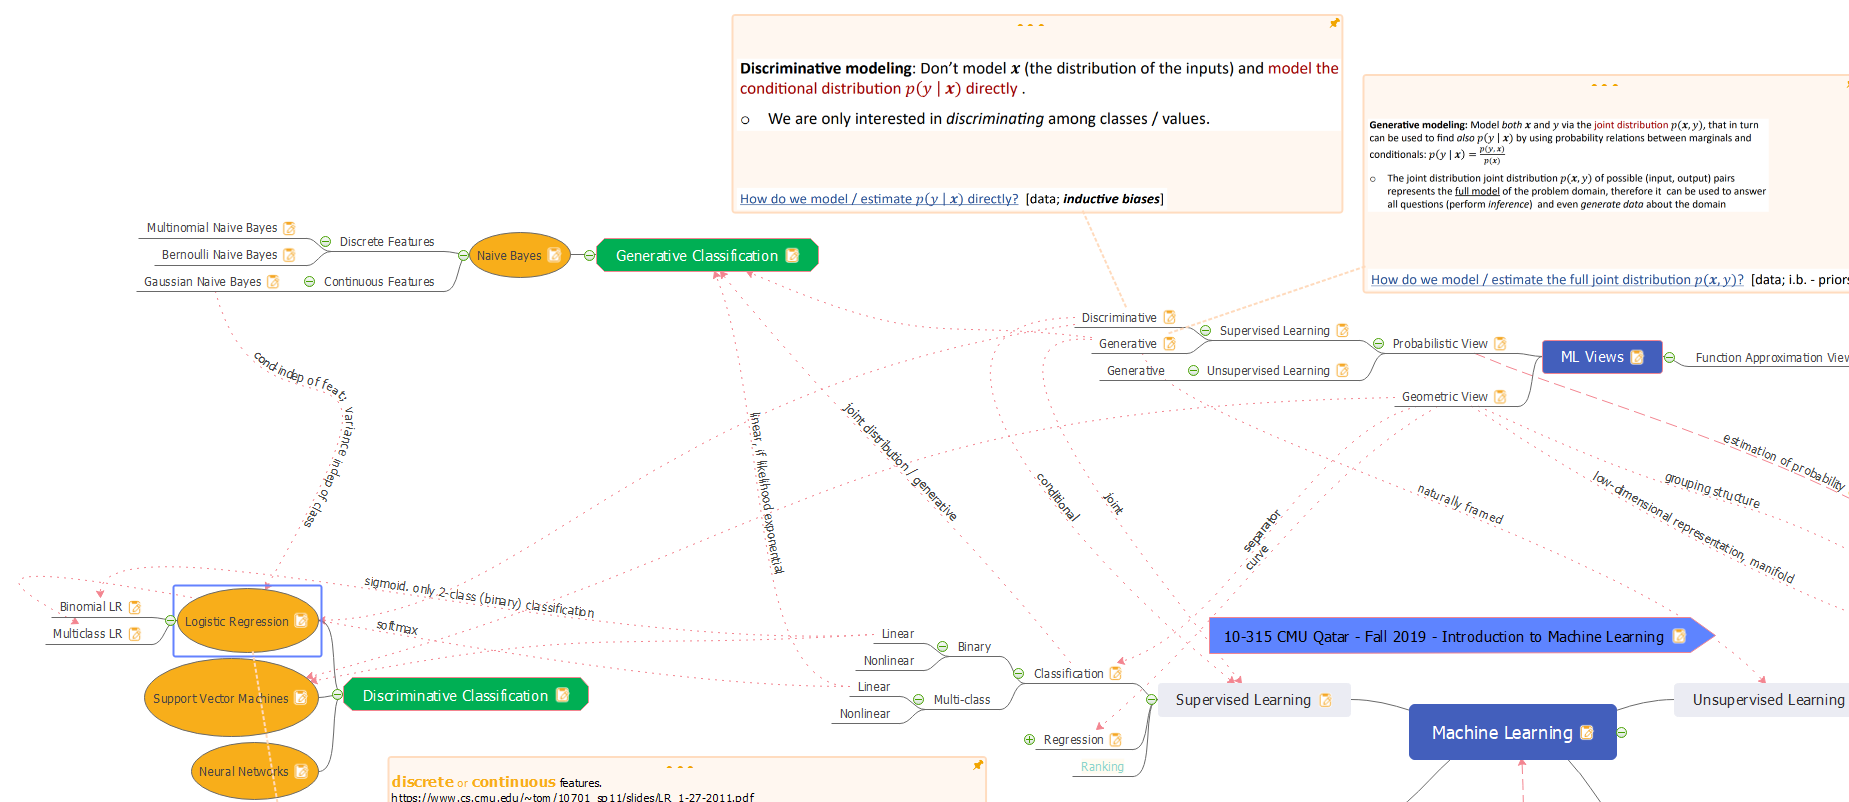 Discriminative modeling: Don't model x (the distribution of the inputs) and model the
conditional distribution p(y | x) directly .
o We are only interested in discriminating among classes / values.
How do we model / estimate p(y | x) directly? [data; inductive biases]
Generative modeling: Model both x and y via the joint distribution p(x, y), that in turn
can be used to find also p(y | x) by using probability relations between marginals and
conditionals: p(y | x) = p(y,x)/p(x)
o The joint distribution joint distribution p(x, y) of possible (input, output) pairs
represents the full model of the problem domain, therefore it can be used to answer
all questions (perform inference) and even generate data about the domain
How do we model / estimate the full joint distribution p(x, y)? [data; i.b. - priors
Multinomial Naive Bayes
Discrete Features
Bernoulli Naive Bayes
Naive Bayes
Generative Classification
Gaussian Naive Bayes
Continuous Features
Discriminative
Supervised Learning
Generative
Probabilistic View
ML Views
Function Approximation View
Generative
Unsupervised Learning
Geometric View
cond indep of feat, variance indep of class
linear, if likelihood exponential
joint distribution / generative
conditional
joint
separator
curve
naturally framed
estimation of probability
grouping structure
low-dimensional representation, manifold
sigmoid, only 2-class (binary) classification
softmax
Binomial LR
Multiclass LR
Logistic Regression
Support Vector Machines
Discriminative Classification
Neural Networks
Linear
Binary
Nonlinear
Classification
Linear
Multi-class
Nonlinear
Regression
Ranking
Supervised Learning
10-315 CMU Qatar - Fall 2019 - Introduction to Machine Learning
Unsupervised Learning
Machine Learning
discrete or continuous features.
https://www.cs.cmu.edu/~tom/10701_sp11/slides/LR_1-27-2011.pdf